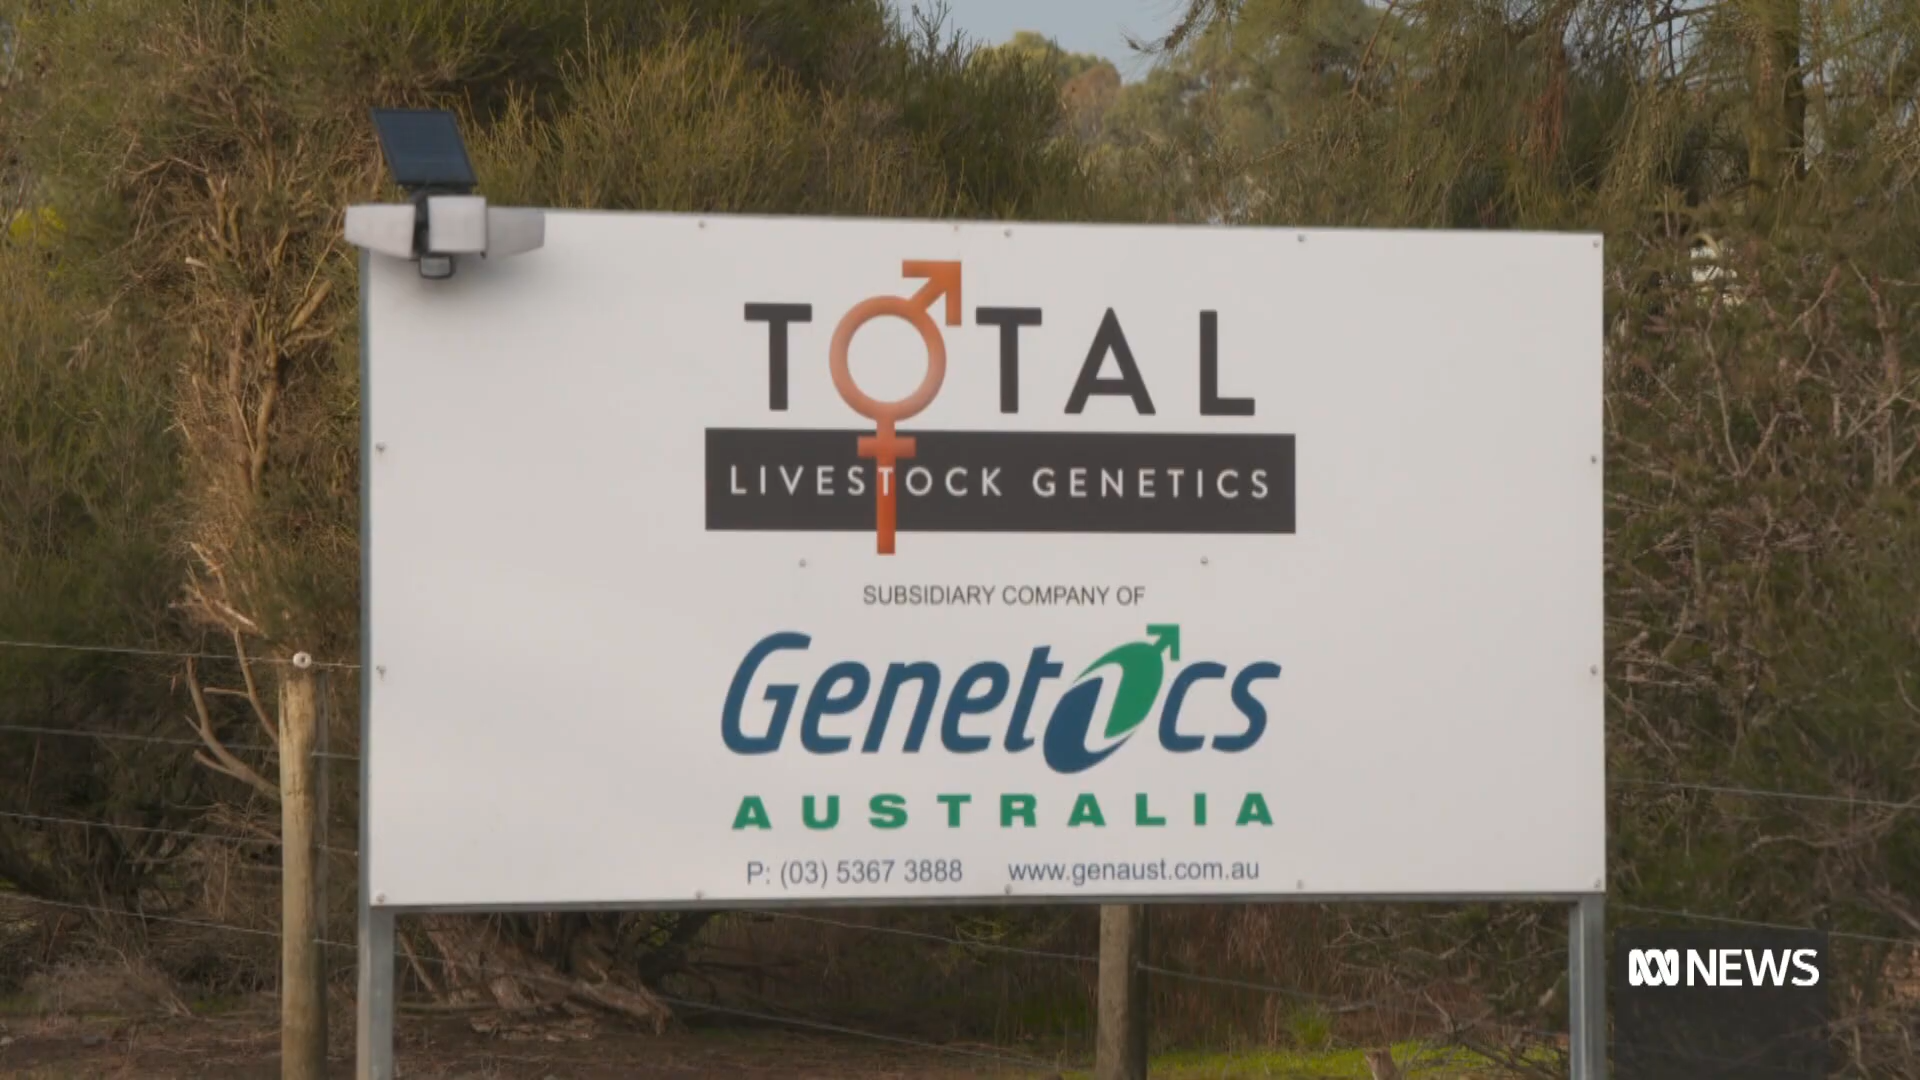 TOTAL
LIVESTOCK GENETICS
SUBSIDIARY COMPANY OF
Genetics
AUSTRALIA
P: (03) 5367 3888 www.genaust.com.au
NEWS